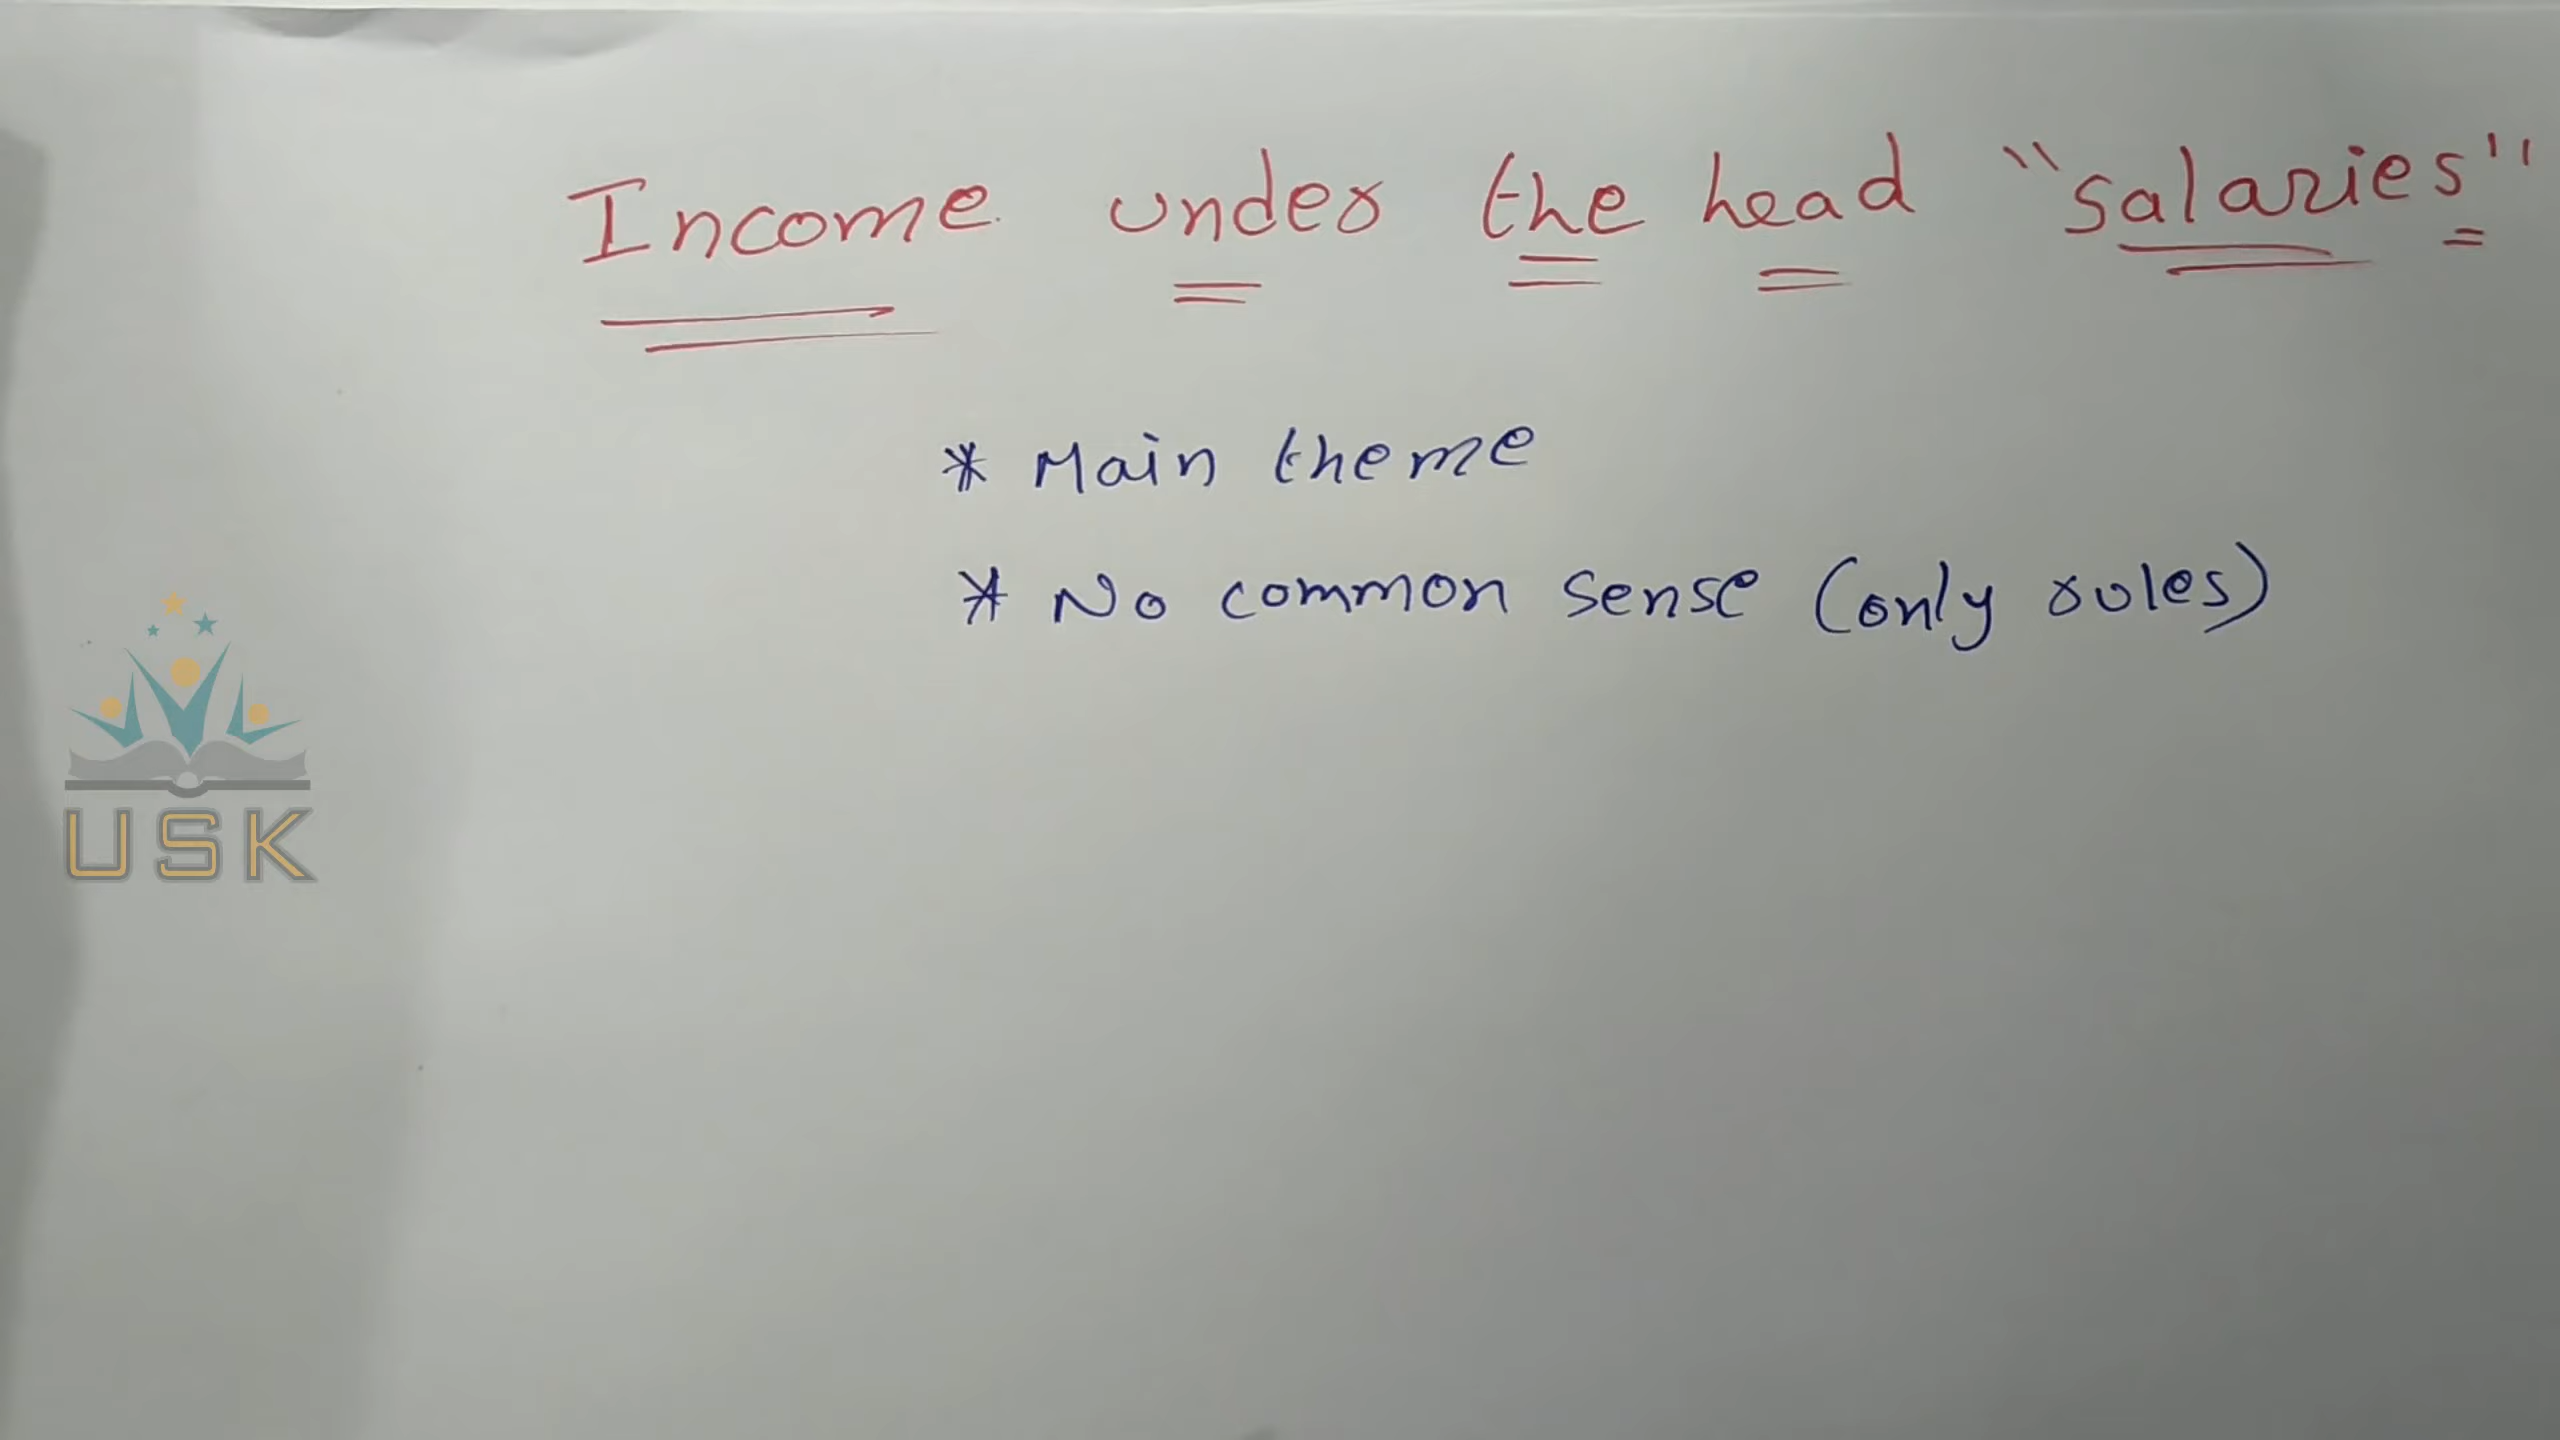 Income under the head "salaries"
* Main theme
* No common sense (only rules)
USK